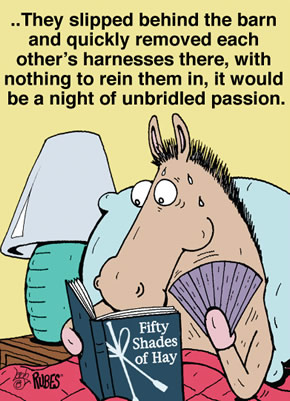 ..They slipped behind the barn
and quickly removed each
other's harnesses there, with
nothing to rein them in, it would
be a night of unbridled passion.
Fifty
Shades
of Hay
RUBES